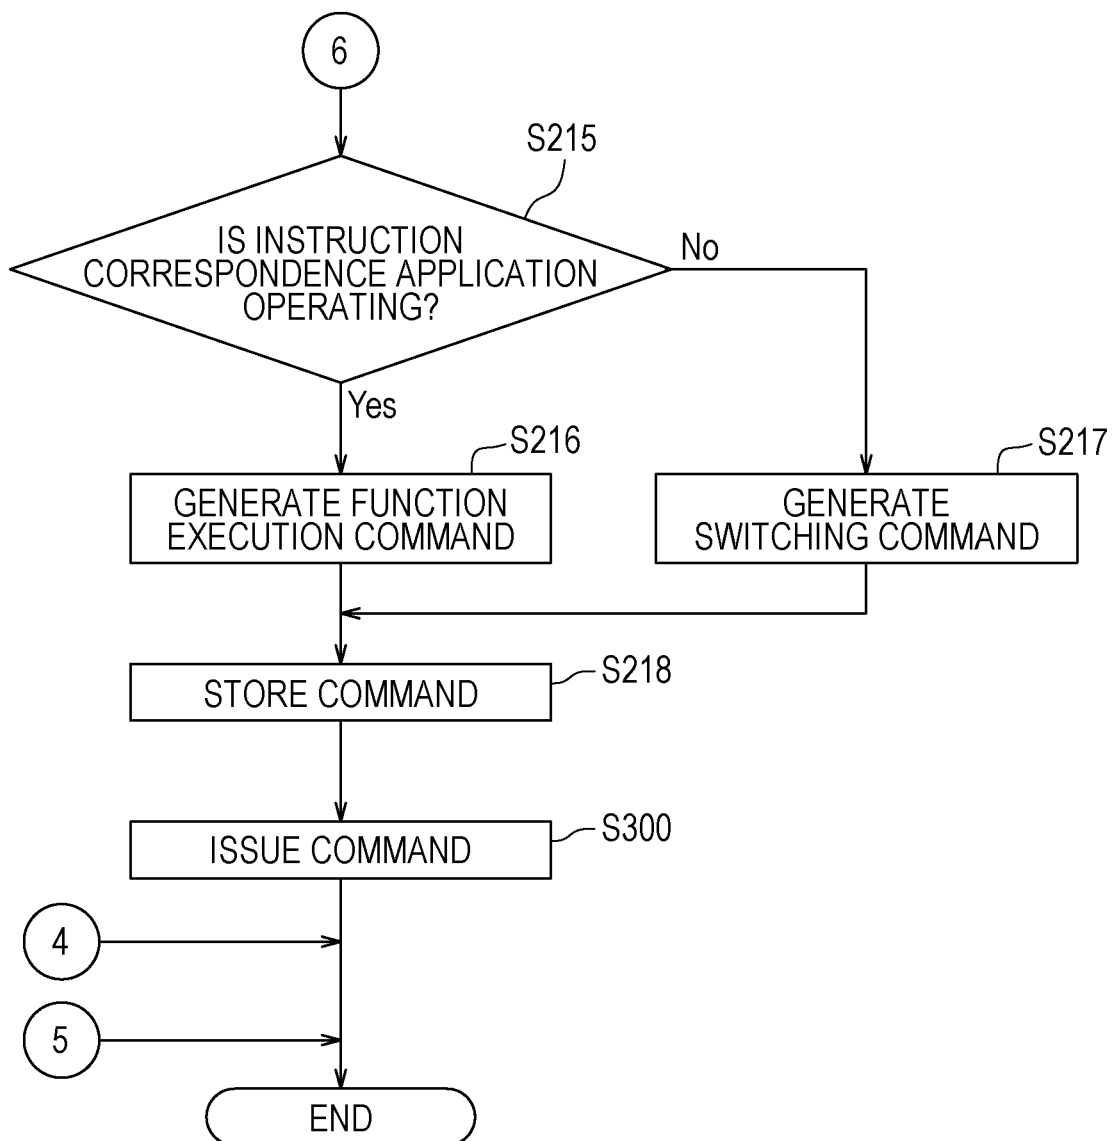 6
S215
IS INSTRUCTION
CORRESPONDENCE APPLICATION
OPERATING?
No
Yes
S216
S217
GENERATE FUNCTION
EXECUTION COMMAND
GENERATE
SWITCHING COMMAND
STORE COMMAND
S218
ISSUE COMMAND
S300
4
5
END